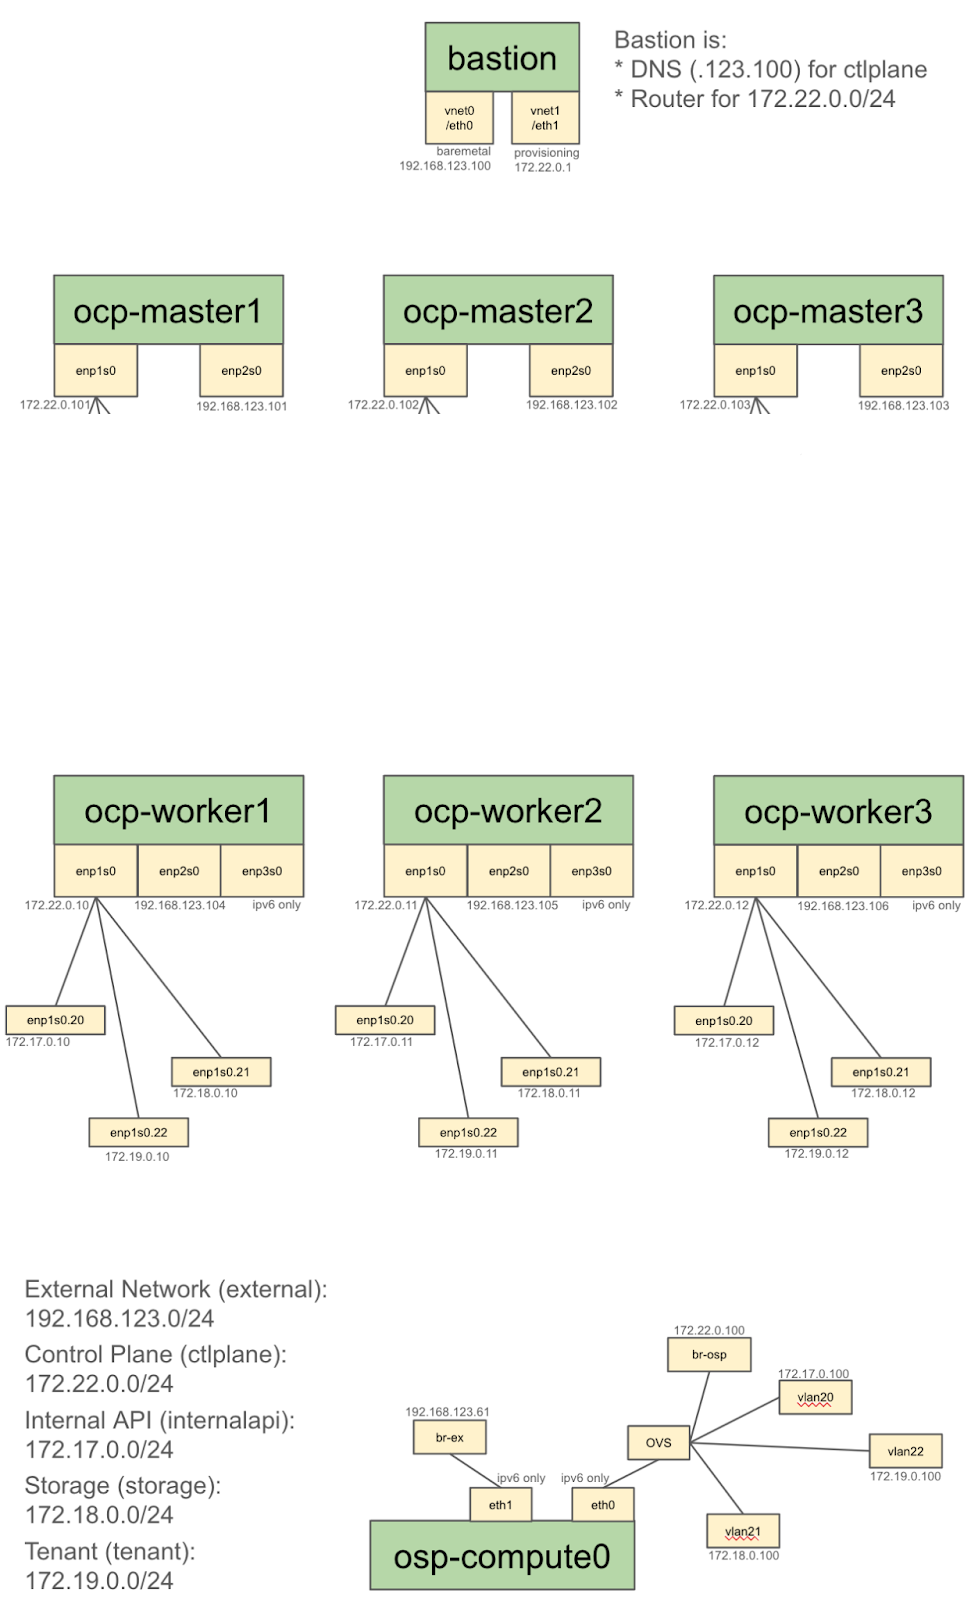 bastion
Bastion is:
* DNS (.123.100) for ctlplane
* Router for 172.22.0.0/24
vnet0
/eth0
vnet1
/eth1
baremetal
192.168.123.100
provisioning
172.22.0.1
ocp-master1
enp1s0
enp2s0
172.22.0.101
192.168.123.101
ocp-master2
enp1s0
enp2s0
172.22.0.102
192.168.123.102
ocp-master3
enp1s0
enp2s0
172.22.0.103
192.168.123.103
ocp-worker1
enp1s0
enp2s0
enp3s0
172.22.0.10
192.168.123.104
ipv6 only
enp1s0.20
172.17.0.10
enp1s0.21
172.18.0.10
enp1s0.22
172.19.0.10
ocp-worker2
enp1s0
enp2s0
enp3s0
172.22.0.11
192.168.123.105
ipv6 only
enp1s0.20
172.17.0.11
enp1s0.21
172.18.0.11
enp1s0.22
172.19.0.11
ocp-worker3
enp1s0
enp2s0
enp3s0
172.22.0.12
192.168.123.106
ipv6 only
enp1s0.20
172.17.0.12
enp1s0.21
172.18.0.12
enp1s0.22
172.19.0.12
External Network (external):
192.168.123.0/24
Control Plane (ctlplane):
172.22.0.0/24
Internal API (internalapi):
172.17.0.0/24
Storage (storage):
172.18.0.0/24
Tenant (tenant):
172.19.0.0/24
192.168.123.61
br-ex
ipv6 only
ipv6 only
eth1
eth0
osp-compute0
OVS
172.22.0.100
br-osp
172.17.0.100
vlan20
vlan22
172.19.0.100
vlan21
172.18.0.100